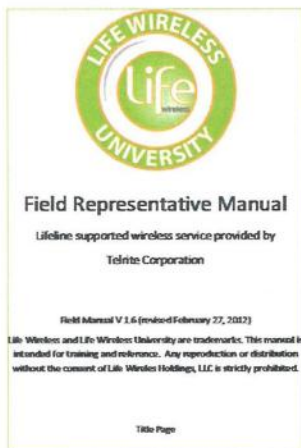 LIFE WIRELESS
Life
wireless
UNIVERSITY
Field Representative Manual
Lifeline supported wireless service provided by
Telrite Corporation
Field Manual V 1.6 (revised February 27, 2012)
Life Wireless and Life Wireless University are trademarks. This manual is
intended for training and reference. Any reproduction or distribution
without the consent of Life Wireless Holdings, LLC is strictly prohibited.
Title Page